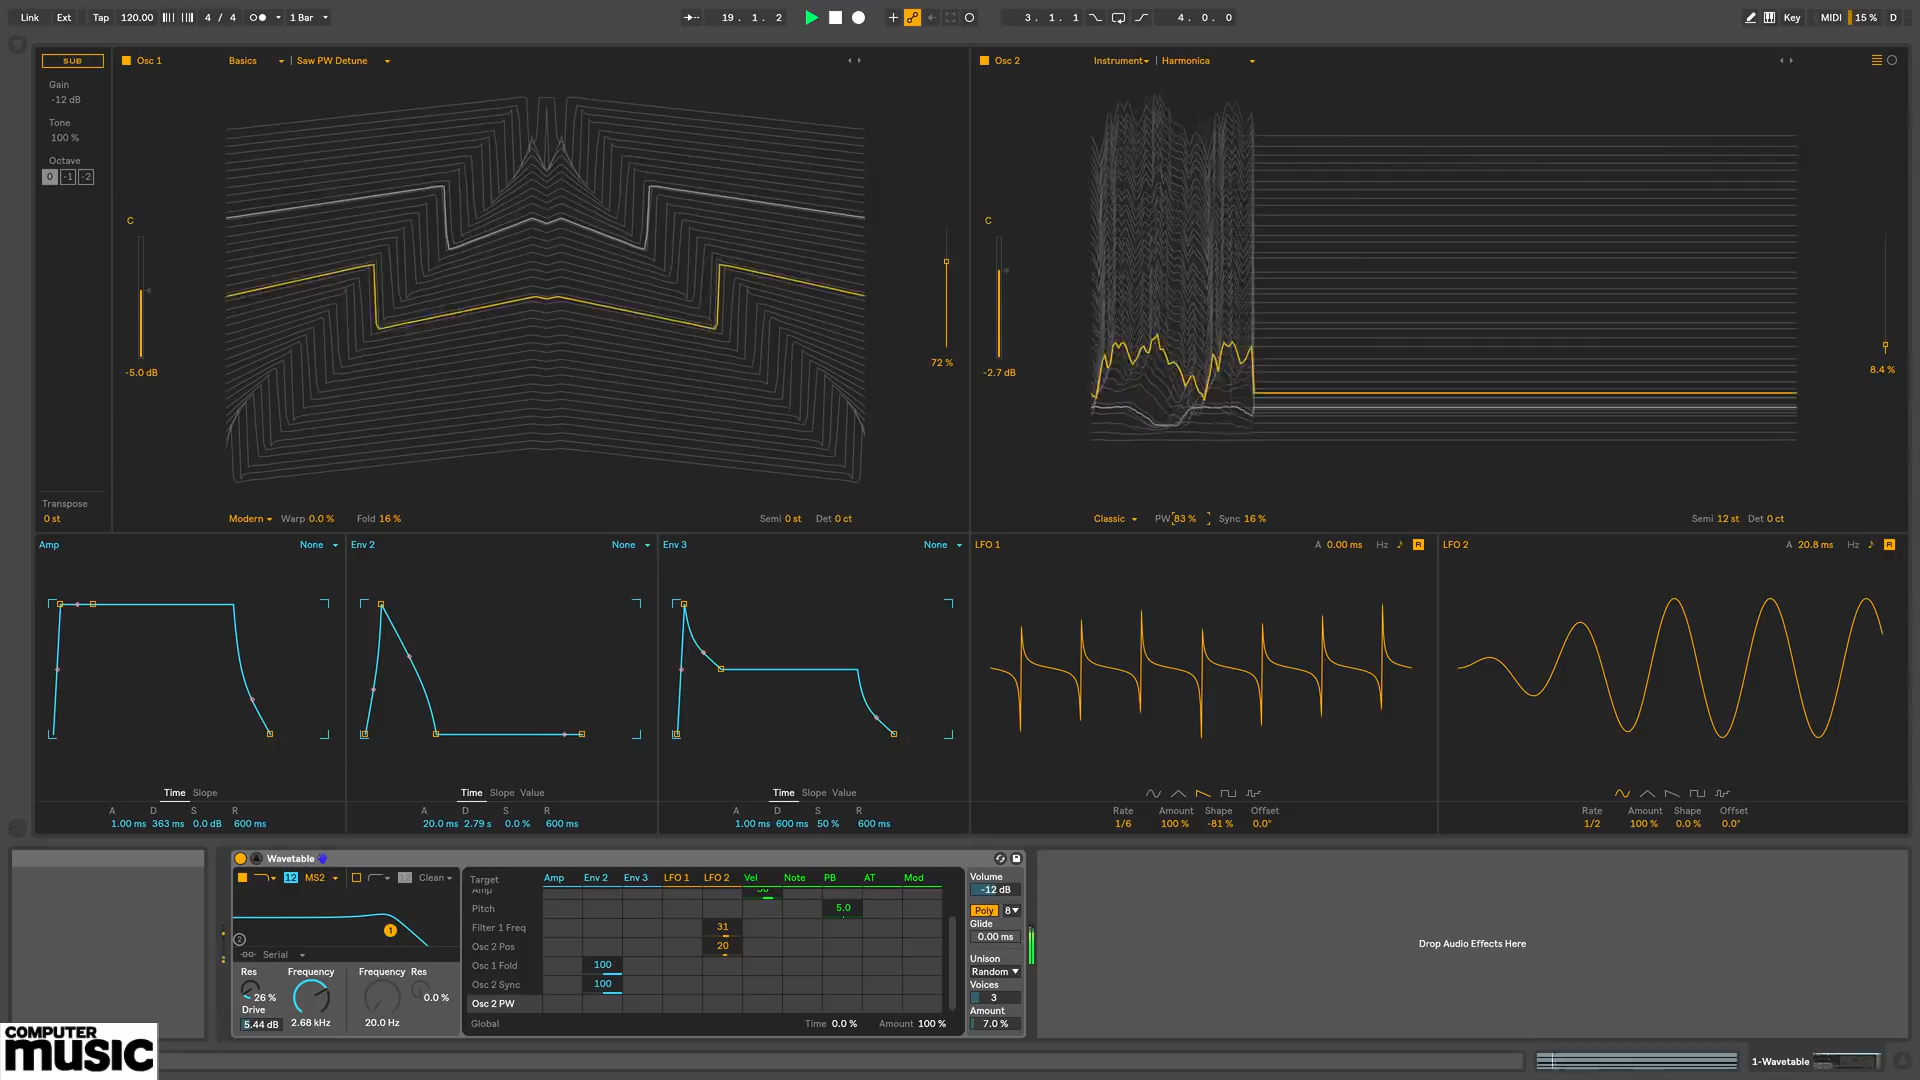 Link Ext Tap 120.00 4 / 4 1 Bar 19 . 1 . 2 3 . 1 . 1 4 . 0 . 0 Key MIDI 15 % D
SUB Osc 1 Basics Saw PW Detune Osc 2 Instrument Harmonica
Gain
-12 dB
Tone
100 %
Octave
0 -1 -2
C C
72 % 8.4 %
-5.0 dB -2.7 dB
Transpose
0 st
Modern Warp 0.0 % Fold 16 % Semi 0 st Det 0 ct Classic PW 83 % Sync 16 % Semi 12 st Det 0 ct
Amp None Env 2 None Env 3 None LFO 1 A 0.00 ms Hz R LFO 2 A 20.8 ms Hz R
Time Slope Time Slope Value Time Slope Value
A D S R A D S R A D S R Rate Amount Shape Offset Rate Amount Shape Offset
1.00 ms 363 ms 0.0 dB 600 ms 20.0 ms 2.79 s 0.0 % 600 ms 1.00 ms 600 ms 50 % 600 ms 1/6 100 % -81 % 0.0° 1/2 100 % 0.0 % 0.0°
Wavetable
12 MS2 12 Clean
1
2
Serial
Res Frequency Frequency Res
26 % 0.0 %
Drive
5.44 dB 2.68 kHz 20.0 Hz
Target Amp Env 2 Env 3 LFO 1 LFO 2 Vel Note PB AT Mod
Amp
Pitch 5.0
Filter 1 Freq 31
Osc 2 Pos 20
Osc 1 Fold 100
Osc 2 Sync 100
Osc 2 PW
Global Time 0.0 % Amount 100 %
Volume
-12 dB
Poly 8
Glide
0.00 ms
Unison
Random
Voices
3
Amount
7.0 %
Drop Audio Effects Here
COMPUTER
music
1-Wavetable